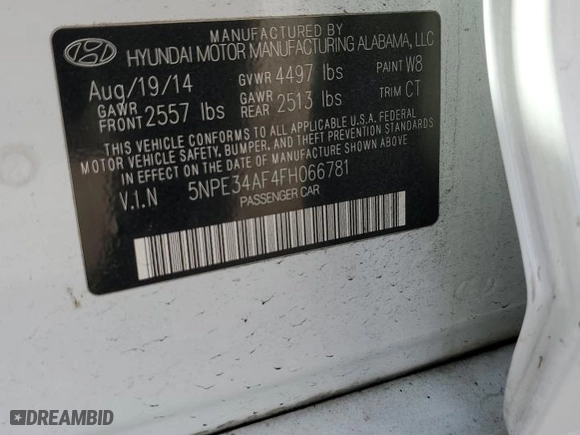 MANUFACTURED BY
HYUNDAI MOTOR MANUFACTURING ALABAMA, LLC
Aug/19/14 GVWR 4497 lbs PAINT W8
GAWR FRONT 2557 lbs GAWR REAR 2513 lbs TRIM CT
THIS VEHICLE CONFORMS TO ALL APPLICABLE U.S.A. FEDERAL
MOTOR VEHICLE SAFETY, BUMPER, AND THEFT PREVENTION STANDARDS
IN EFFECT ON THE DATE OF MANUFACTURE SHOWN ABOVE.
V.I.N 5NPE34AF4FH066781
PASSENGER CAR
DREAMBID